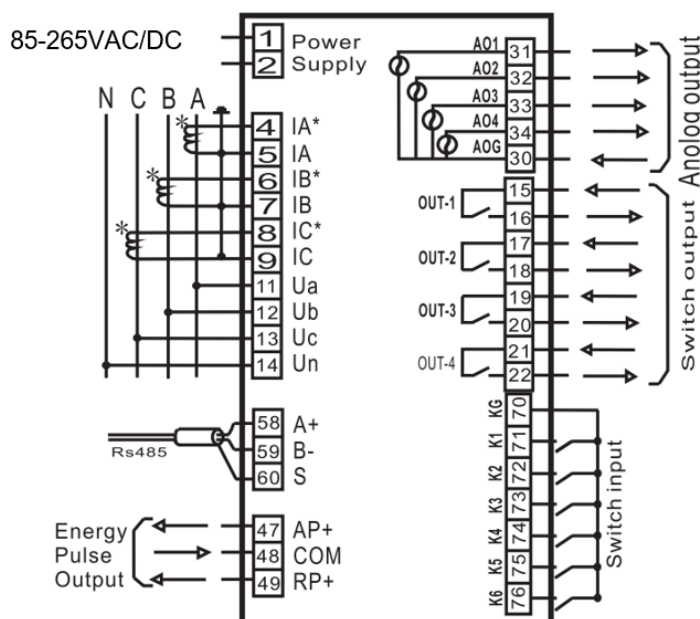 85-265VAC/DC
1 Power
2 Supply
N C B A
* 4 IA*
5 IA
* 6 IB*
7 IB
* 8 IC*
9 IC
11 Ua
12 Ub
13 Uc
14 Un
58 A+
Rs485 59 B-
60 S
Energy 47 AP+
Pulse 48 COM
Output 49 RP+
AO1 31
AO2 32
AO3 33
AO4 34
AOG 30
Anolog output
OUT-1 15
16
OUT-2 17
18
OUT-3 19
20
OUT-4 21
22
Switch output
KG 70
K1 71
K2 72
K3 73
K4 74
K5 75
K6 76
Switch input